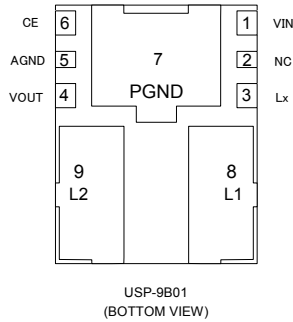 CE 6 1 VIN
AGND 5 7 2 NC
VOUT 4 PGND 3 Lx
9 8
L2 L1
USP-9B01
(BOTTOM VIEW)